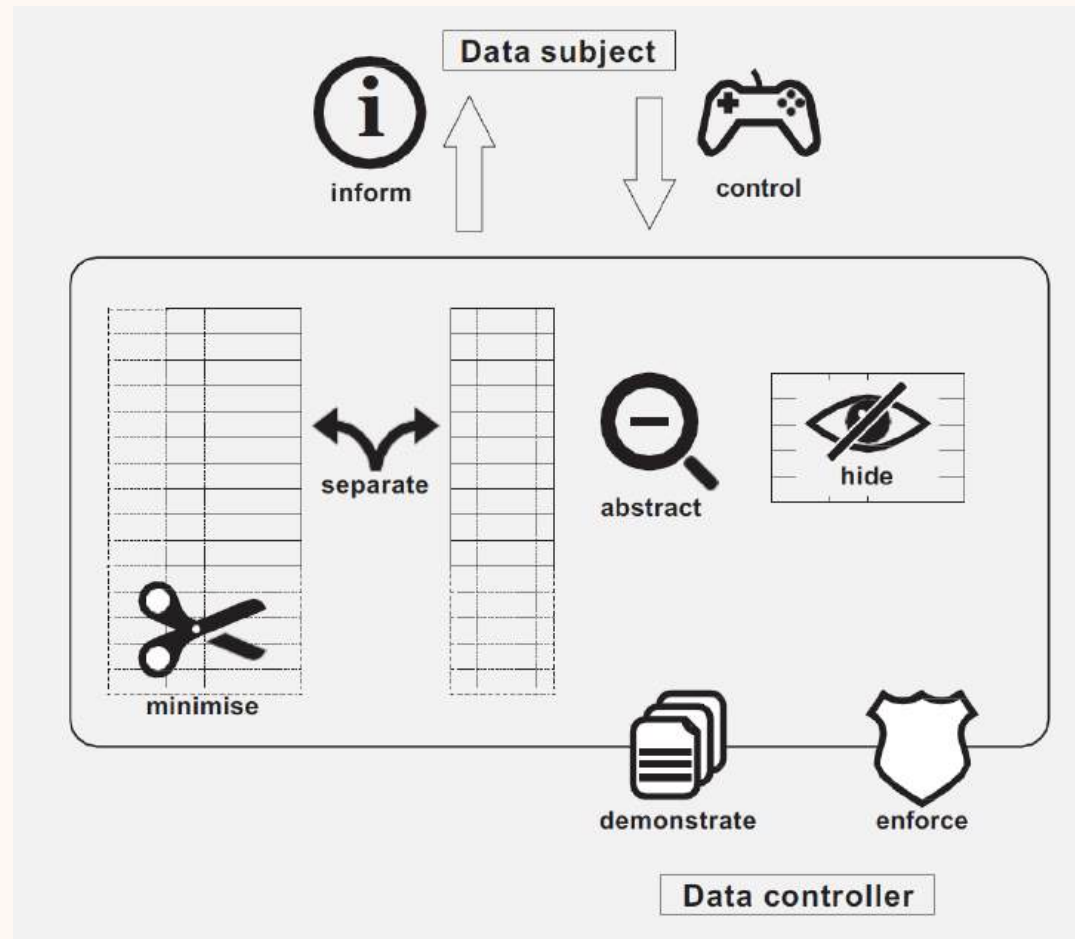 Data subject
i
inform
control
separate
abstract
hide
minimise
demonstrate
enforce
Data controller